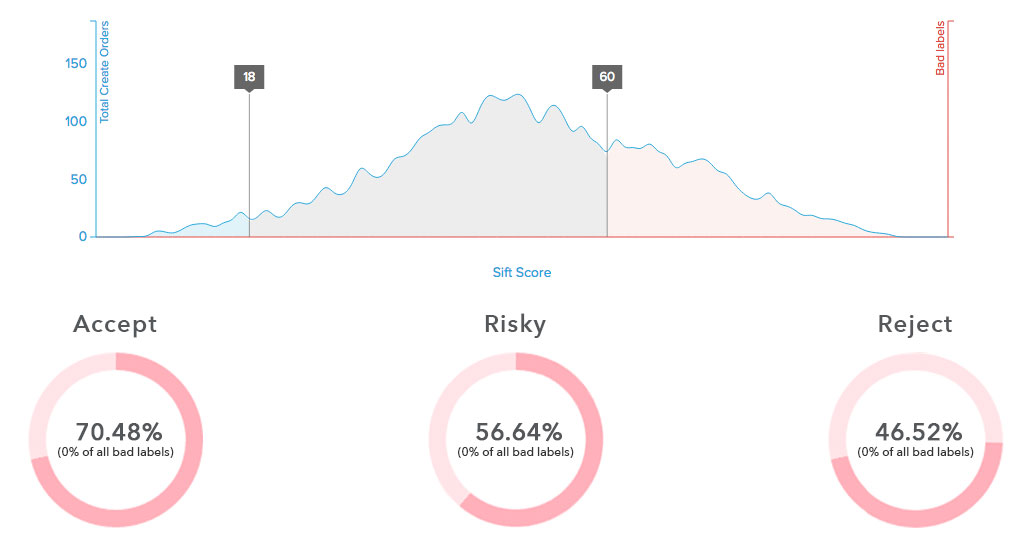 Total Create Orders
Bad labels
150
100
50
0
18
60
Sift Score
Accept
Risky
Reject
70.48%
(0% of all bad labels)
56.64%
(0% of all bad labels)
46.52%
(0% of all bad labels)